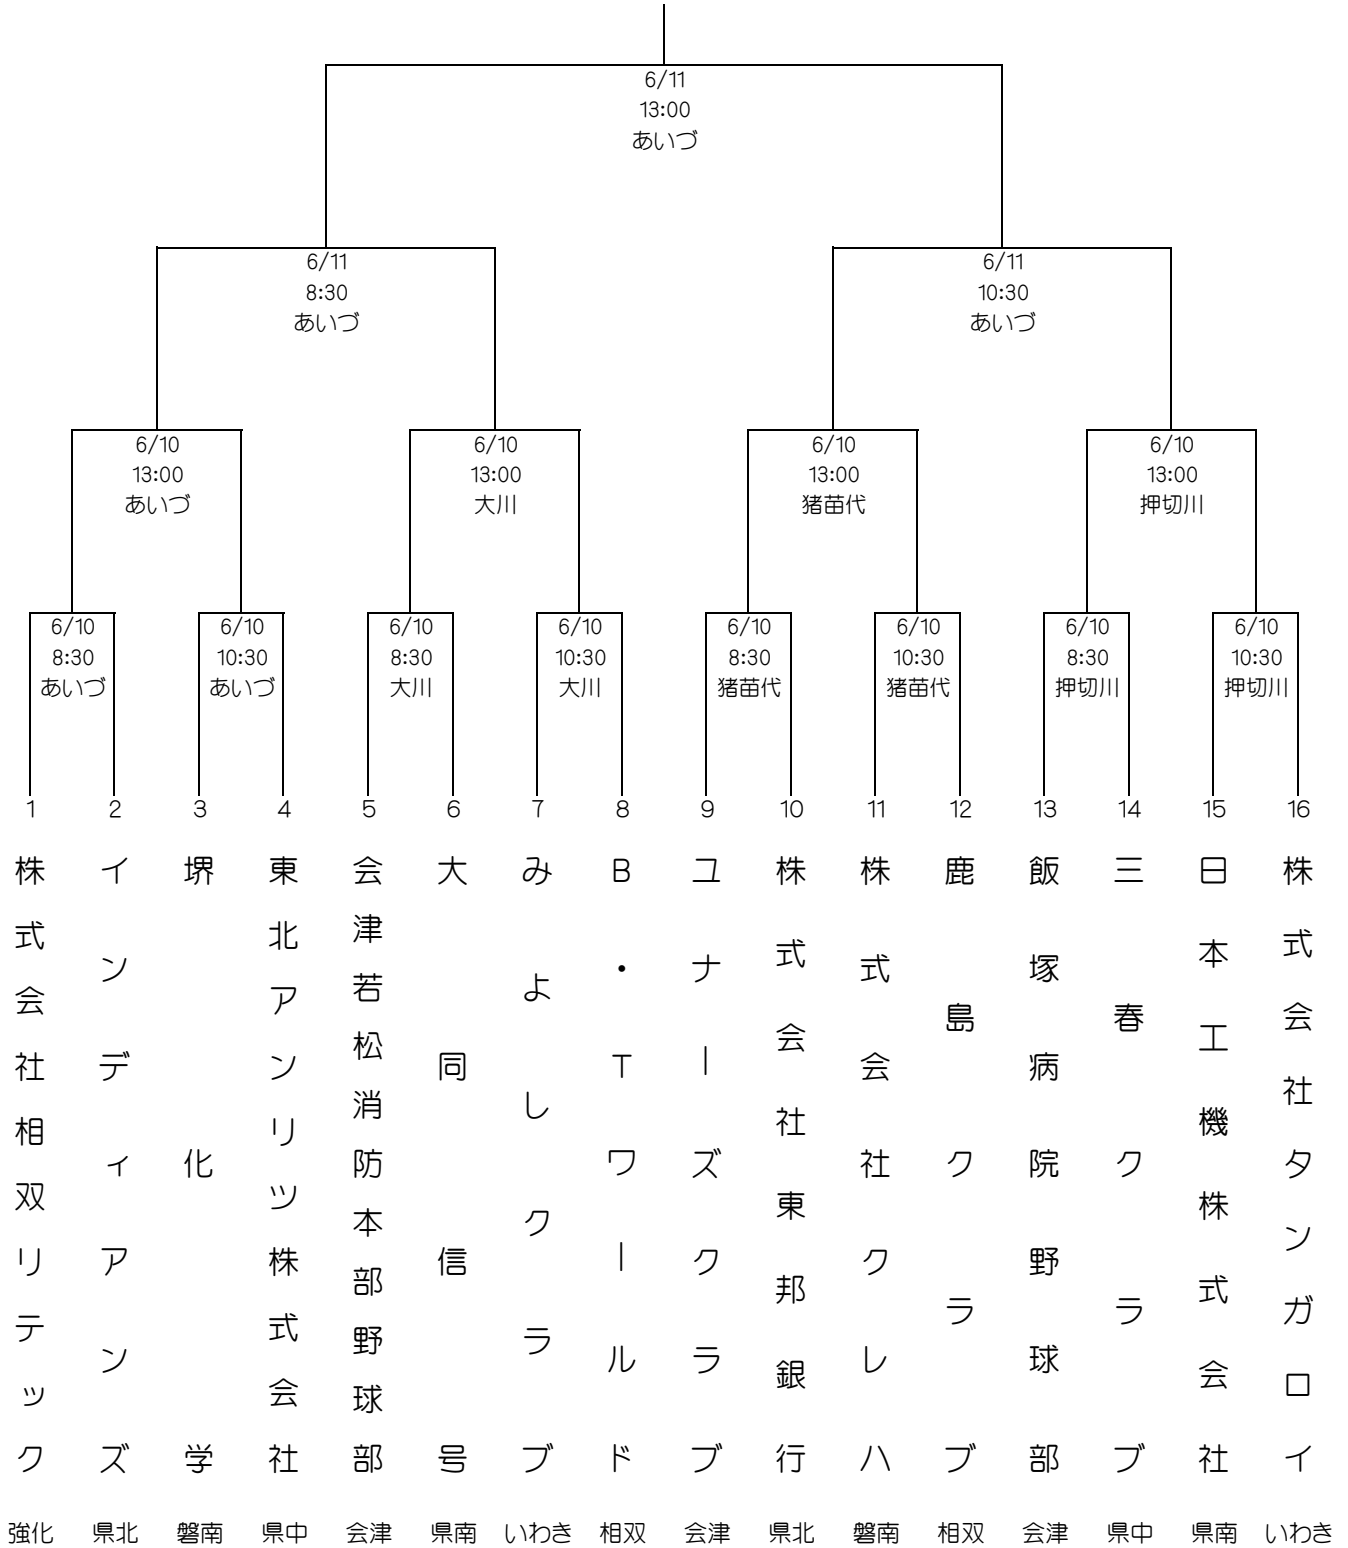 6/11
13:00
あいづ
6/11
8:30
あいづ
6/11
10:30
あいづ
6/10
13:00
あいづ
6/10
13:00
大川
6/10
13:00
猪苗代
6/10
13:00
押切川
6/10
8:30
あいづ
6/10
10:30
あいづ
6/10
8:30
大川
6/10
10:30
大川
6/10
8:30
猪苗代
6/10
10:30
猪苗代
6/10
8:30
押切川
6/10
10:30
押切川
1
株式会社相双リテック
強化
2
インディアンズ
県北
3
堺化学
磐南
4
東北アンリツ株式会社
県中
5
会津若松消防本部野球部
会津
6
大同信号
県南
7
みよしクラブ
いわき
8
B・Tワールド
相双
9
ユナーズクラブ
会津
10
株式会社東邦銀行
県北
11
株式会社クレハ
磐南
12
鹿島クラブ
相双
13
飯塚病院野球部
会津
14
三春クラブ
県中
15
日本工機株式会社
県南
16
株式会社タンガロイ
いわき